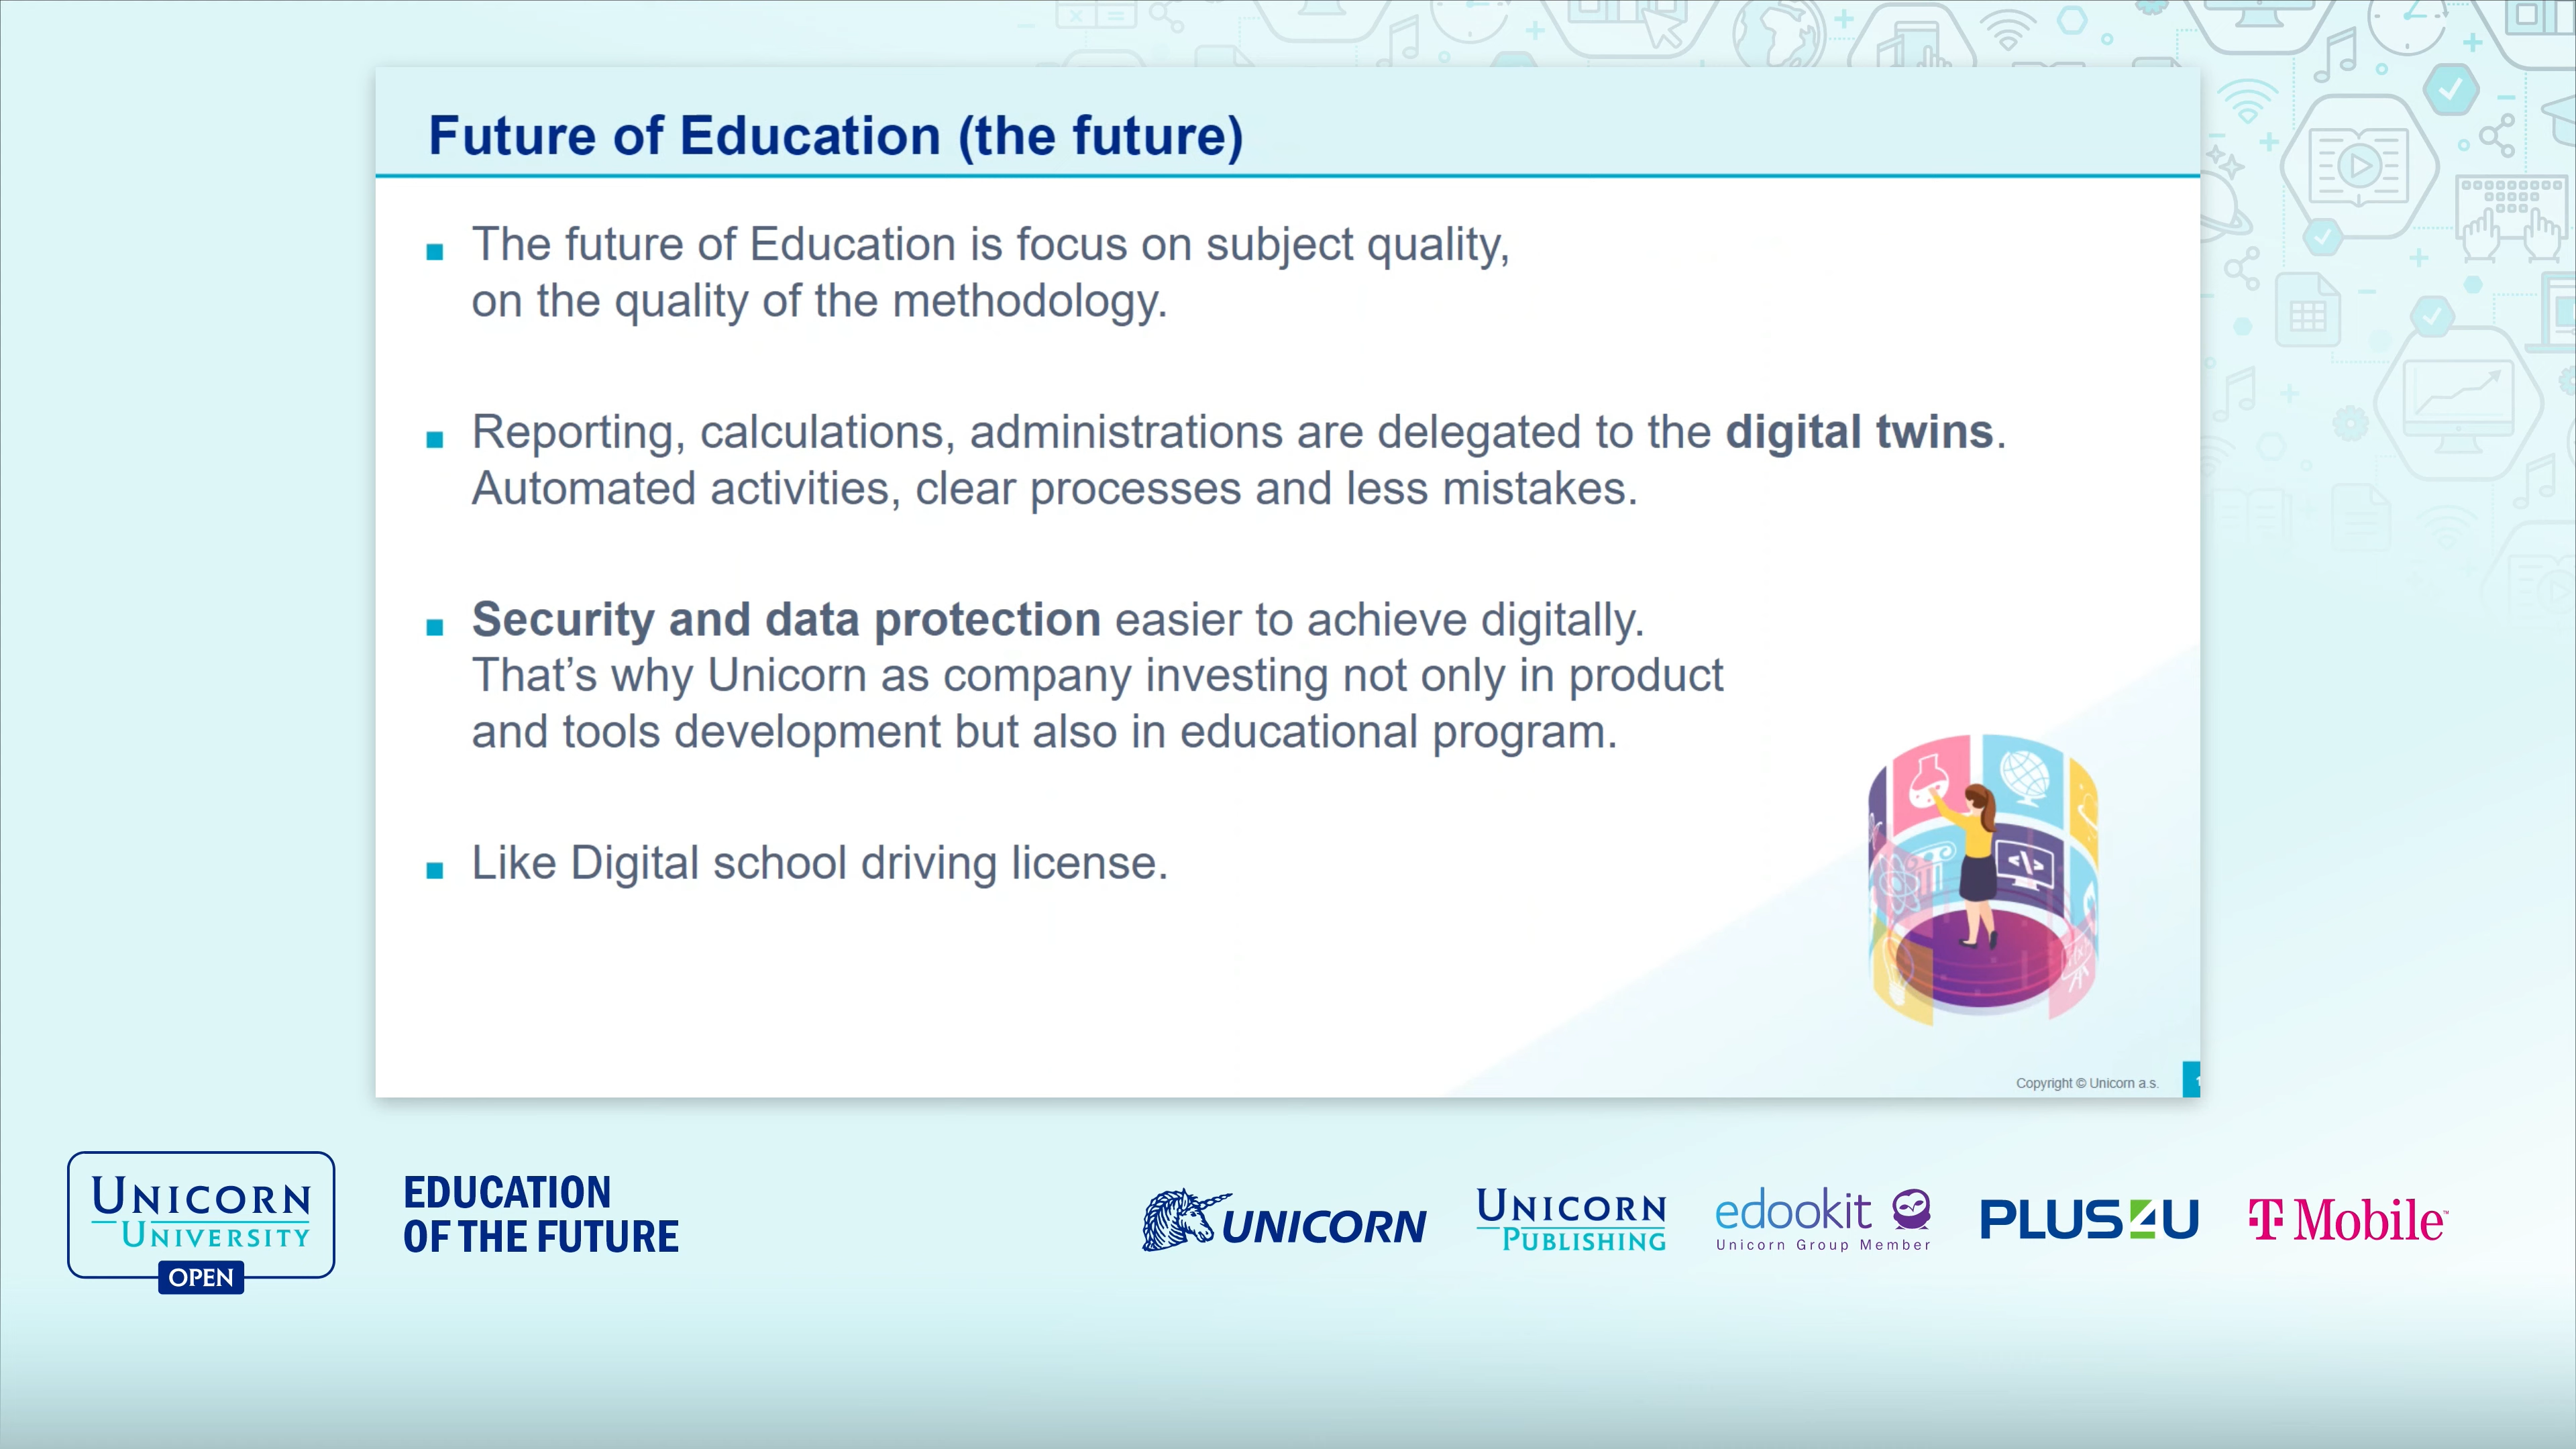 Future of Education (the future)
The future of Education is focus on subject quality,
on the quality of the methodology.
Reporting, calculations, administrations are delegated to the digital twins.
Automated activities, clear processes and less mistakes.
Security and data protection easier to achieve digitally.
That’s why Unicorn as company investing not only in product
and tools development but also in educational program.
Like Digital school driving license.
Copyright © Unicorn a.s.
UNICORN
UNIVERSITY
OPEN
EDUCATION
OF THE FUTURE
UNICORN
UNICORN
PUBLISHING
edookit
Unicorn Group Member
PLUS4U
T Mobile™